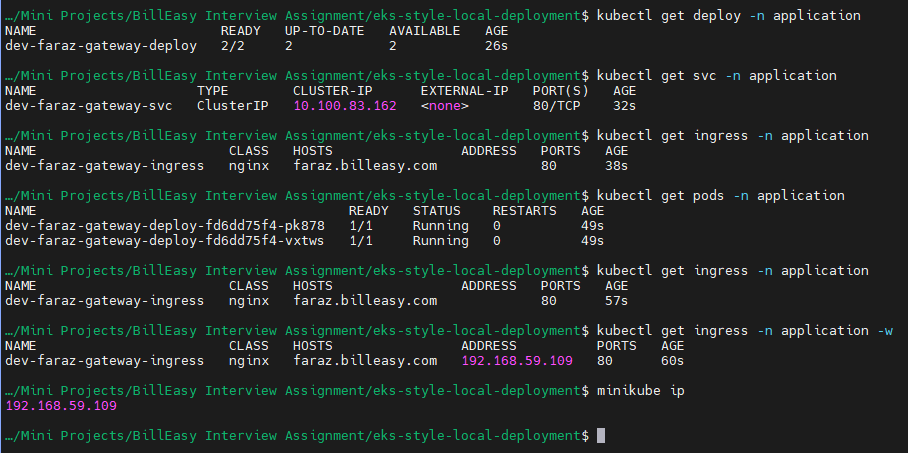 …/Mini Projects/BillEasy Interview Assignment/eks-style-local-deployment$ kubectl get deploy -n application
NAME READY UP-TO-DATE AVAILABLE AGE
dev-faraz-gateway-deploy 2/2 2 2 26s
…/Mini Projects/BillEasy Interview Assignment/eks-style-local-deployment$ kubectl get svc -n application
NAME TYPE CLUSTER-IP EXTERNAL-IP PORT(S) AGE
dev-faraz-gateway-svc ClusterIP 10.100.83.162 <none> 80/TCP 32s
…/Mini Projects/BillEasy Interview Assignment/eks-style-local-deployment$ kubectl get ingress -n application
NAME CLASS HOSTS ADDRESS PORTS AGE
dev-faraz-gateway-ingress nginx faraz.billeasy.com 80 38s
…/Mini Projects/BillEasy Interview Assignment/eks-style-local-deployment$ kubectl get pods -n application
NAME READY STATUS RESTARTS AGE
dev-faraz-gateway-deploy-fd6dd75f4-pk878 1/1 Running 0 49s
dev-faraz-gateway-deploy-fd6dd75f4-vxtws 1/1 Running 0 49s
…/Mini Projects/BillEasy Interview Assignment/eks-style-local-deployment$ kubectl get ingress -n application
NAME CLASS HOSTS ADDRESS PORTS AGE
dev-faraz-gateway-ingress nginx faraz.billeasy.com 80 57s
…/Mini Projects/BillEasy Interview Assignment/eks-style-local-deployment$ kubectl get ingress -n application -w
NAME CLASS HOSTS ADDRESS PORTS AGE
dev-faraz-gateway-ingress nginx faraz.billeasy.com 192.168.59.109 80 60s
…/Mini Projects/BillEasy Interview Assignment/eks-style-local-deployment$ minikube ip
192.168.59.109
…/Mini Projects/BillEasy Interview Assignment/eks-style-local-deployment$